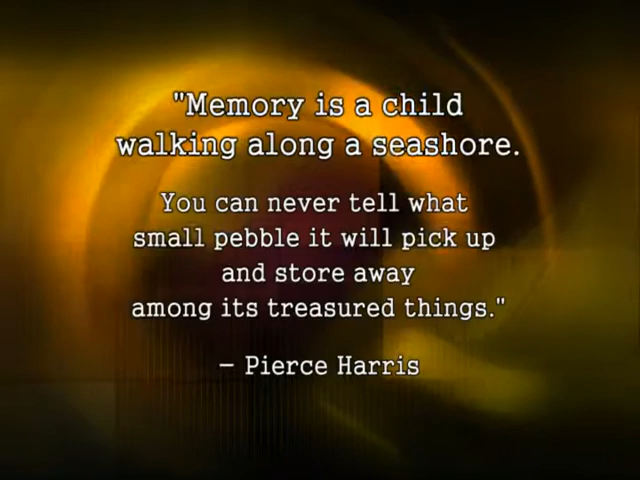 "Memory is a child
walking along a seashore.
You can never tell what
small pebble it will pick up
and store away
among its treasured things."
– Pierce Harris